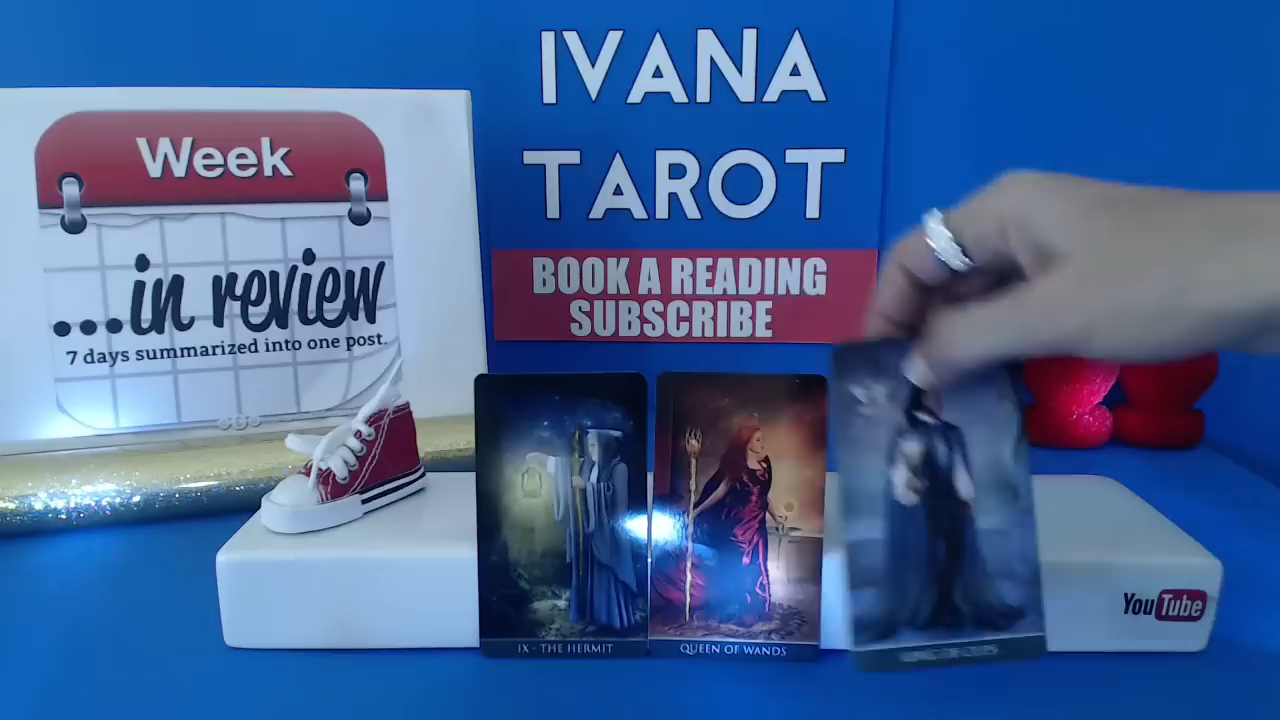 Week
...in review
7 days summarized into one post.
IVANA
TAROT
BOOK A READING
SUBSCRIBE
IX - THE HERMIT
QUEEN OF WANDS
YouTube